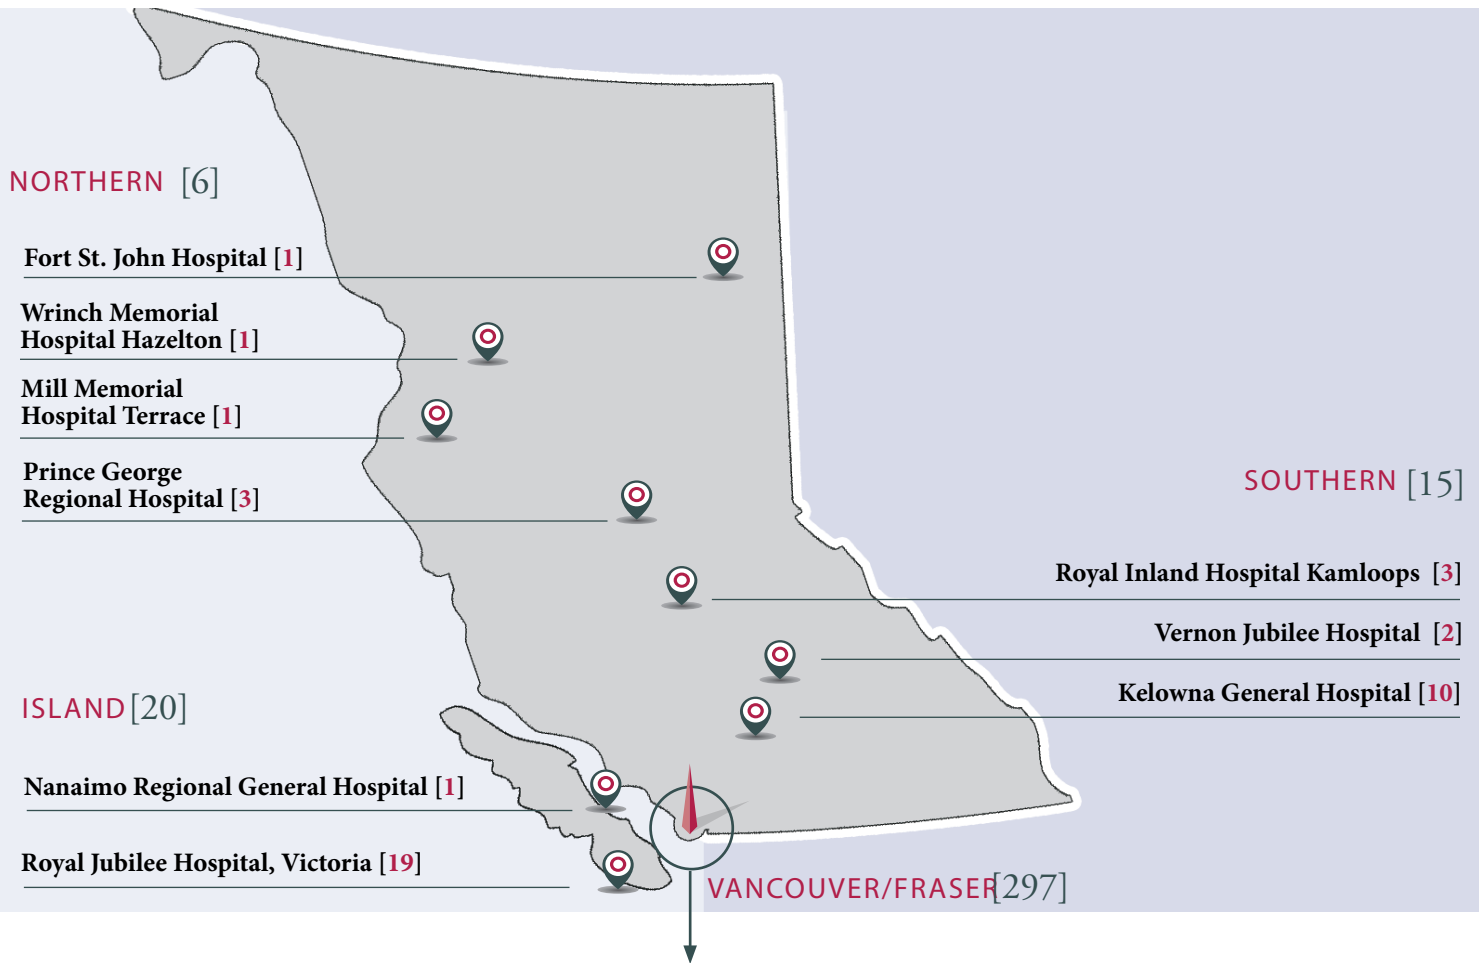 NORTHERN [6]
Fort St. John Hospital [1]
Wrinch Memorial
Hospital Hazelton [1]
Mill Memorial
Hospital Terrace [1]
Prince George
Regional Hospital [3]
SOUTHERN [15]
Royal Inland Hospital Kamloops [3]
Vernon Jubilee Hospital [2]
Kelowna General Hospital [10]
ISLAND [20]
Nanaimo Regional General Hospital [1]
Royal Jubilee Hospital, Victoria [19]
VANCOUVER/FRASER [297]